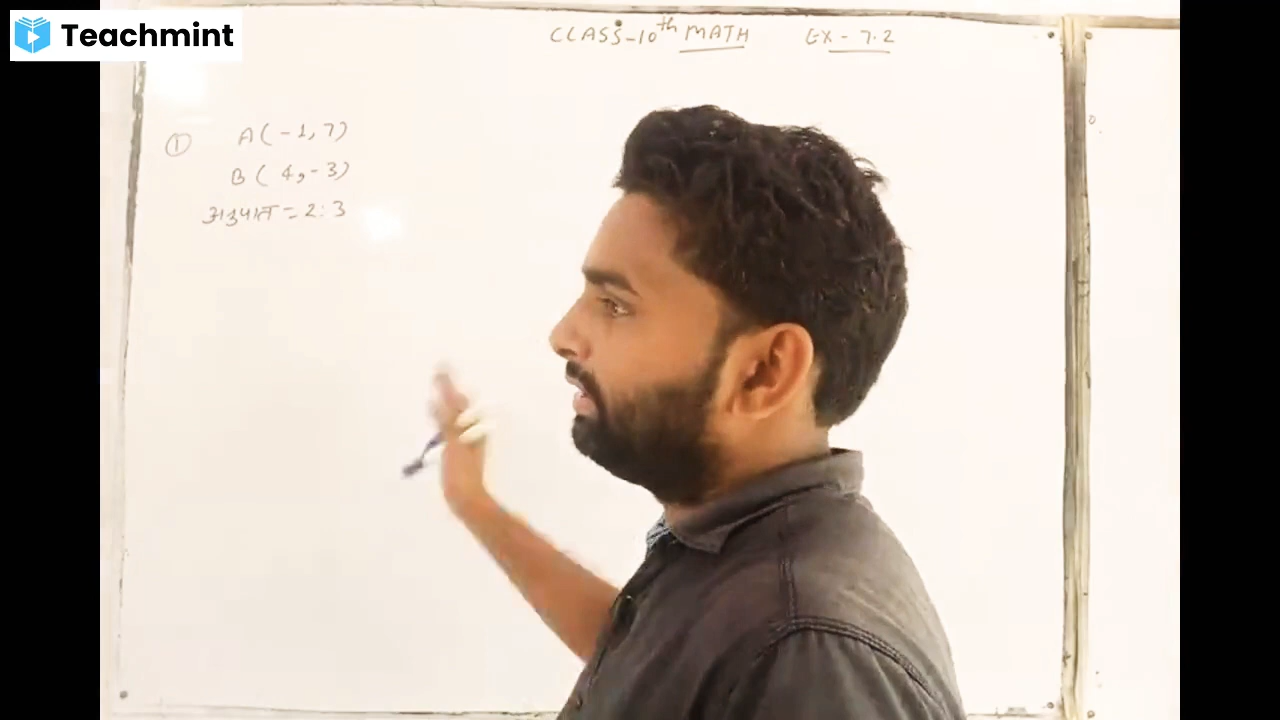 Teachmint
CLASS-10th MATH EX-7.2
① A(-1,7)
B(4,-3)
अनुपात = 2:3